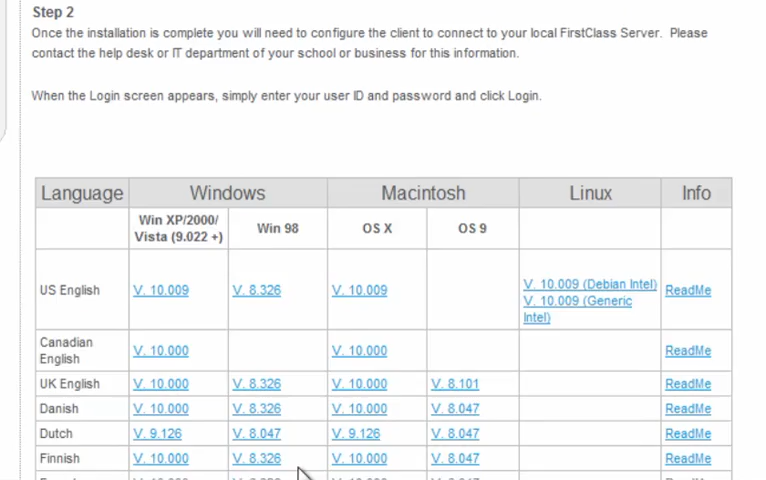 Step 2
Once the installation is complete you will need to configure the client to connect to your local FirstClass Server.  Please
contact the help desk or IT department of your school or business for this information.
When the Login screen appears, simply enter your user ID and password and click Login.
Language Windows Macintosh Linux Info
Win XP/2000/
Vista (9.022 +) Win 98 OS X OS 9
US English V. 10.009 V. 8.326 V. 10.009 V. 10.009 (Debian Intel) ReadMe
V. 10.009 (Generic
Intel)
Canadian
English V. 10.000 V. 10.000 ReadMe
UK English V. 10.000 V. 8.326 V. 10.000 V. 8.101 ReadMe
Danish V. 10.000 V. 8.326 V. 10.000 V. 8.047 ReadMe
Dutch V. 9.126 V. 8.047 V. 9.126 V. 8.047 ReadMe
Finnish V. 10.000 V. 8.326 V. 10.000 V. 8.047 ReadMe